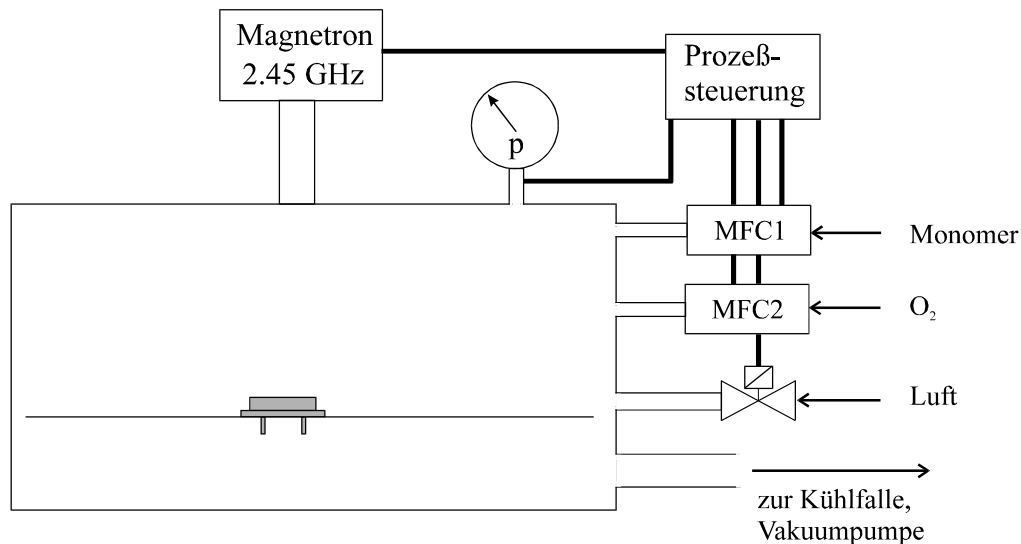 Magnetron
2.45 GHz
Prozeß-
steuerung
p
MFC1
Monomer
MFC2
O₂
Luft
zur Kühlfalle,
Vakuumpumpe